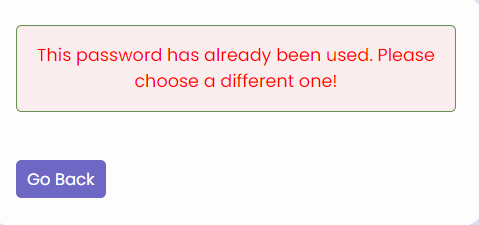 This password has already been used. Please
choose a different one!
Go Back